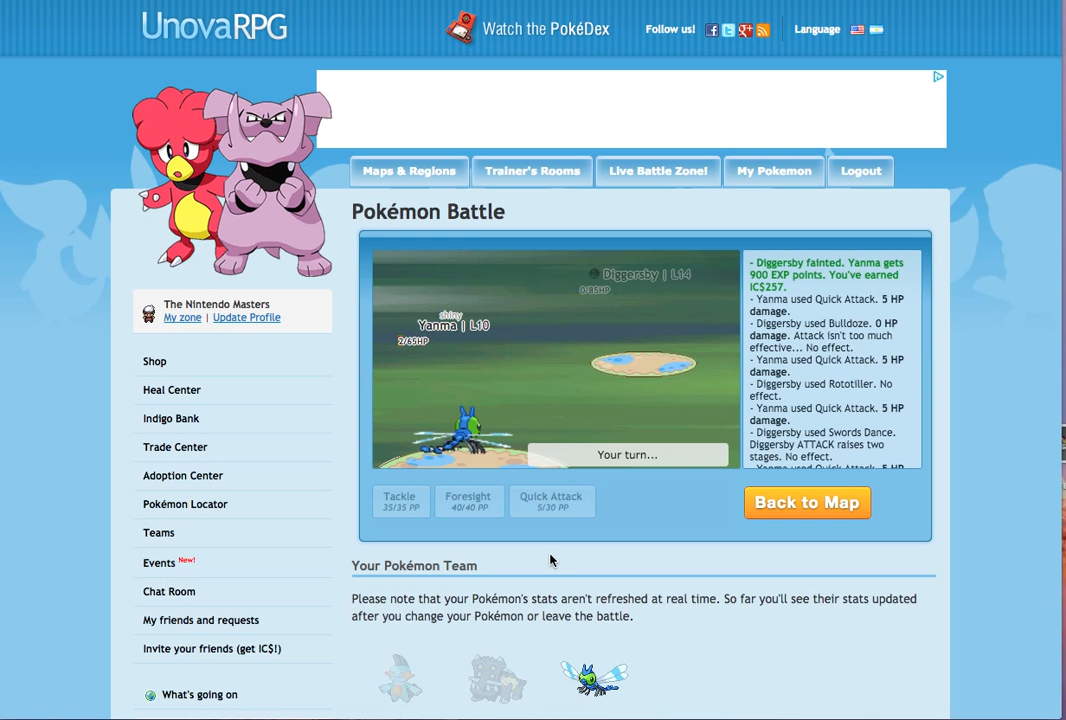 UnovaRPG
Watch the PokéDex
Follow us!
Language
Maps & Regions
Trainer's Rooms
Live Battle Zone!
My Pokemon
Logout
Pokémon Battle
Diggersby | L14
0/85HP
shiny
Yanma | L10
2/65HP
Your turn...
- Diggersby fainted. Yanma gets
900 EXP points. You've earned
IC$257.
- Yanma used Quick Attack. 5 HP
damage.
- Diggersby used Bulldoze. 0 HP
damage. Attack isn't too much
effective... No effect.
- Yanma used Quick Attack. 5 HP
damage.
- Diggersby used Rototiller. No
effect.
- Yanma used Quick Attack. 5 HP
damage.
- Diggersby used Swords Dance.
Diggersby ATTACK raises two
stages. No effect.
- Yanma used Quick Attack. 5 HP
Tackle
35/35 PP
Foresight
40/40 PP
Quick Attack
5/30 PP
Back to Map
The Nintendo Masters
My zone | Update Profile
Shop
Heal Center
Indigo Bank
Trade Center
Adoption Center
Pokémon Locator
Teams
Events New!
Chat Room
My friends and requests
Invite your friends (get IC$!)
What's going on
Your Pokémon Team
Please note that your Pokémon's stats aren't refreshed at real time. So far you'll see their stats updated
after you change your Pokémon or leave the battle.